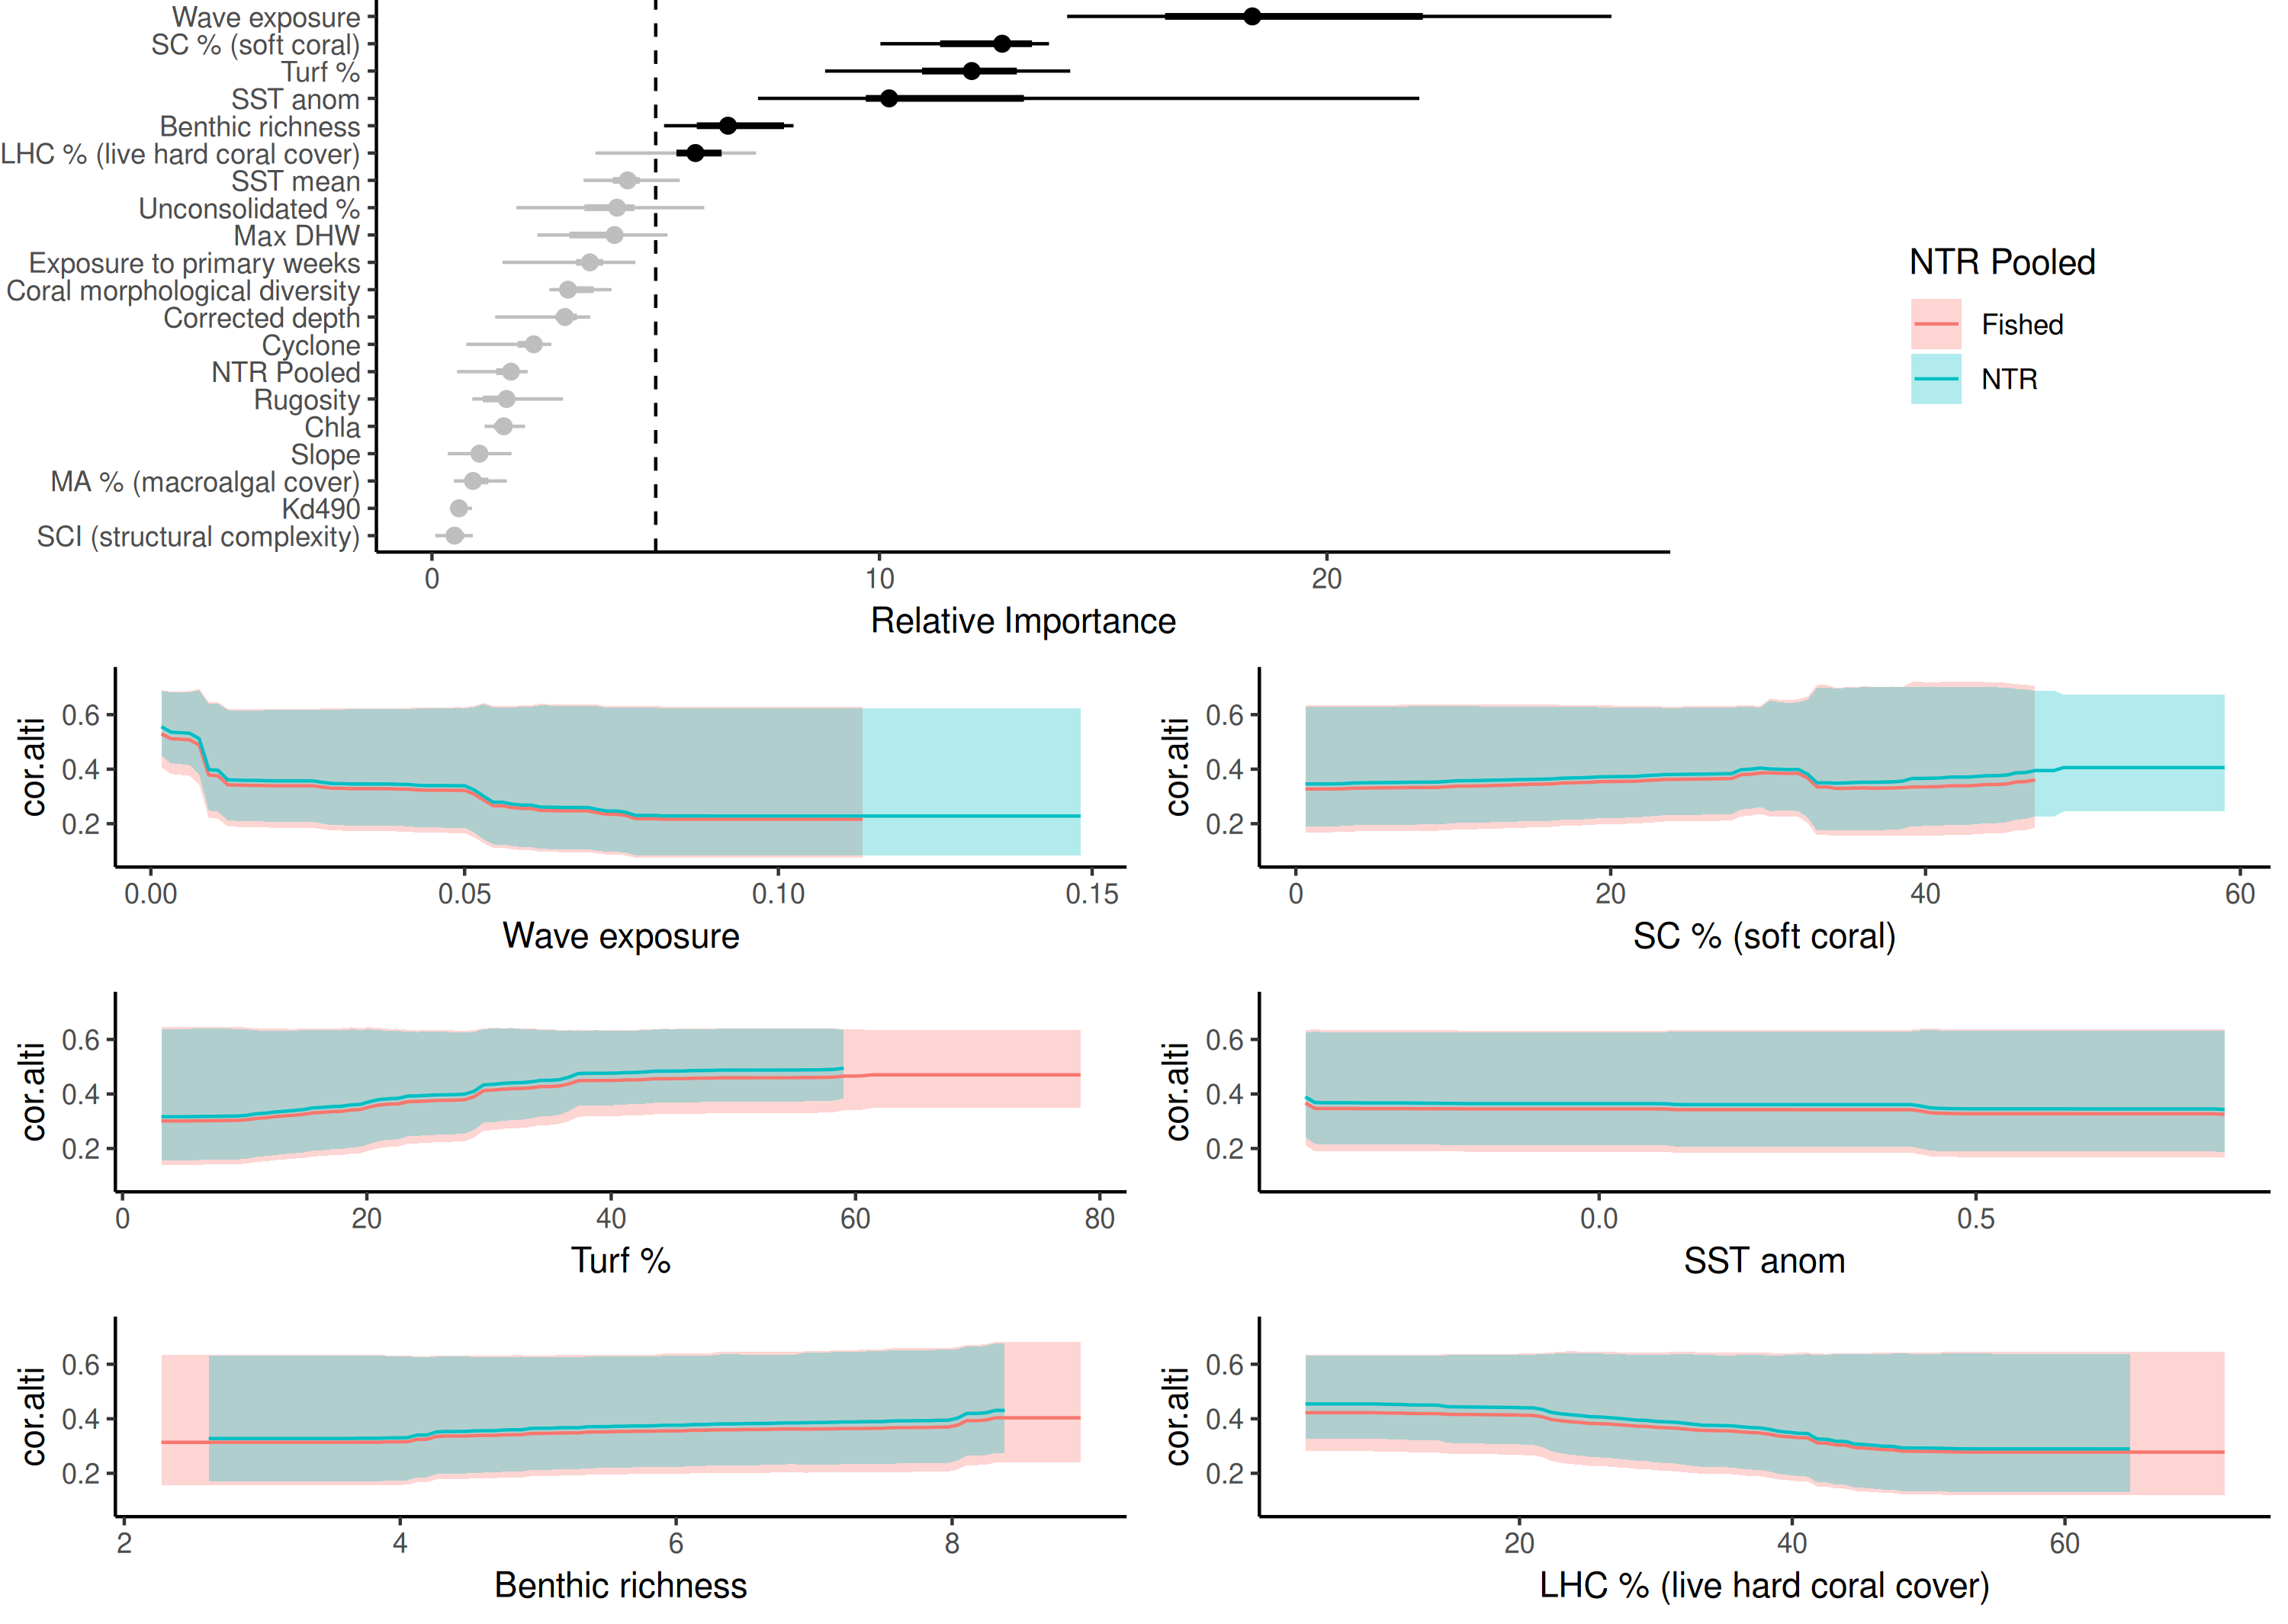 Wave exposure
SC % (soft coral)
Turf %
SST anom
Benthic richness
LHC % (live hard coral cover)
SST mean
Unconsolidated %
Max DHW
Exposure to primary weeks
Coral morphological diversity
Corrected depth
Cyclone
NTR Pooled
Rugosity
Chla
Slope
MA % (macroalgal cover)
Kd490
SCI (structural complexity)
0 10 20
Relative Importance
NTR Pooled
Fished
NTR
cor.alti
0.6
0.4
0.2
0.00 0.05 0.10 0.15
Wave exposure
cor.alti
0.6
0.4
0.2
0 20 40 60
SC % (soft coral)
cor.alti
0.6
0.4
0.2
0 20 40 60 80
Turf %
cor.alti
0.6
0.4
0.2
0.0 0.5
SST anom
cor.alti
0.6
0.4
0.2
2 4 6 8
Benthic richness
cor.alti
0.6
0.4
0.2
20 40 60
LHC % (live hard coral cover)